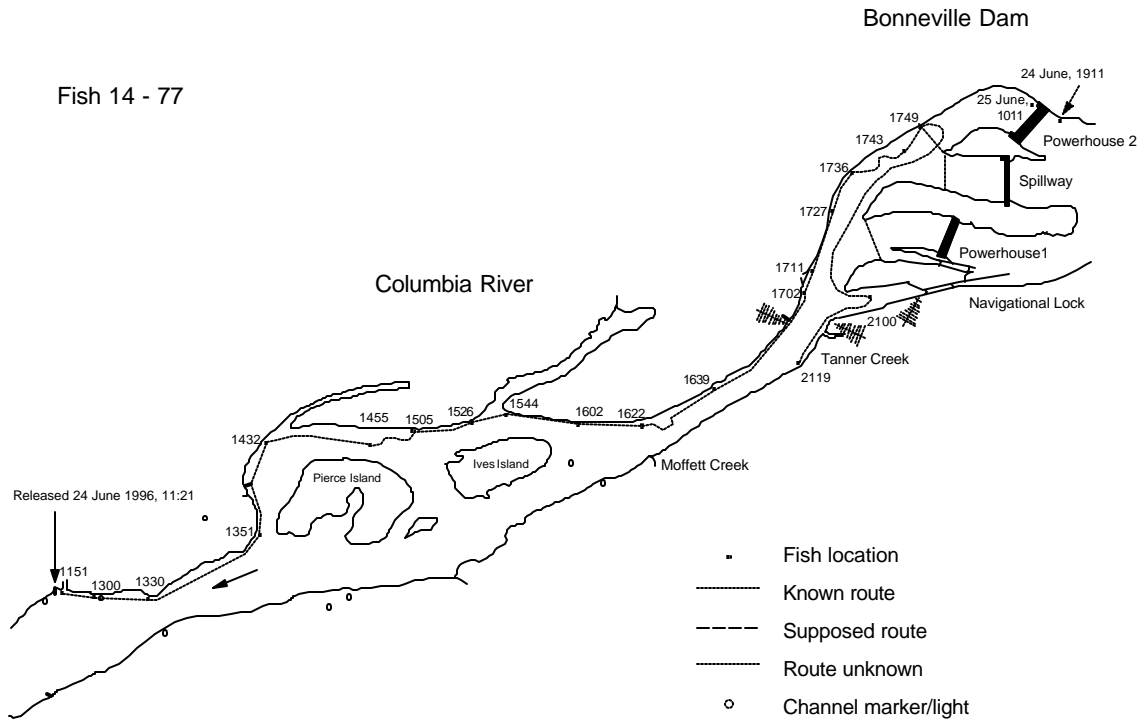 Bonneville Dam
Fish 14 - 77
24 June, 1911
25 June,
1011
1749
Powerhouse 2
1743
1736
Spillway
1727
Powerhouse1
1711
Columbia River
1702
Navigational Lock
2100
Tanner Creek
2119
1639
1544
1526
1602
1622
1455
1505
1432
Ives Island
Moffett Creek
Pierce Island
Released 24 June 1996, 11:21
1351
1151
1300
1330
Fish location
Known route
Supposed route
Route unknown
Channel marker/light